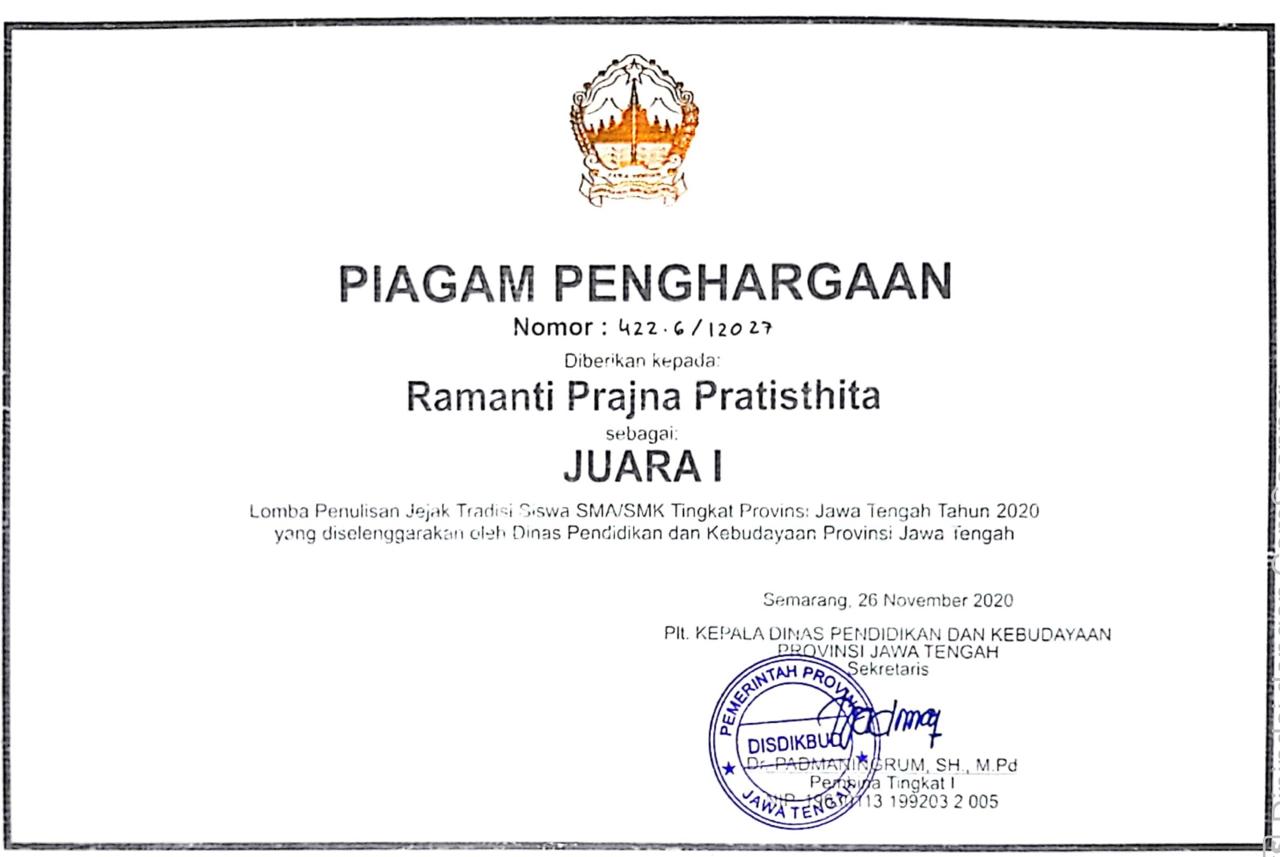 PIAGAM PENGHARGAAN
Nomor : 422.6/12027
Diberikan kepada:
Ramanti Prajna Pratisthita
sebagai:
JUARA I
Lomba Penulisan Jejak Tradisi Siswa SMA/SMK Tingkat Provinsi Jawa Tengah Tahun 2020
yang diselenggarakan oleh Dinas Pendidikan dan Kebudayaan Provinsi Jawa Tengah
Semarang, 26 November 2020
Plt. KEPALA DINAS PENDIDIKAN DAN KEBUDAYAAN
PROVINSI JAWA TENGAH
Sekretaris
PEMERINTAH PROVINSI
DISDIKBUD
JAWA TENGAH
Dr. PADMANINGRUM, SH., M.Pd
Pembina Tingkat I
NIP. 199203 2 005